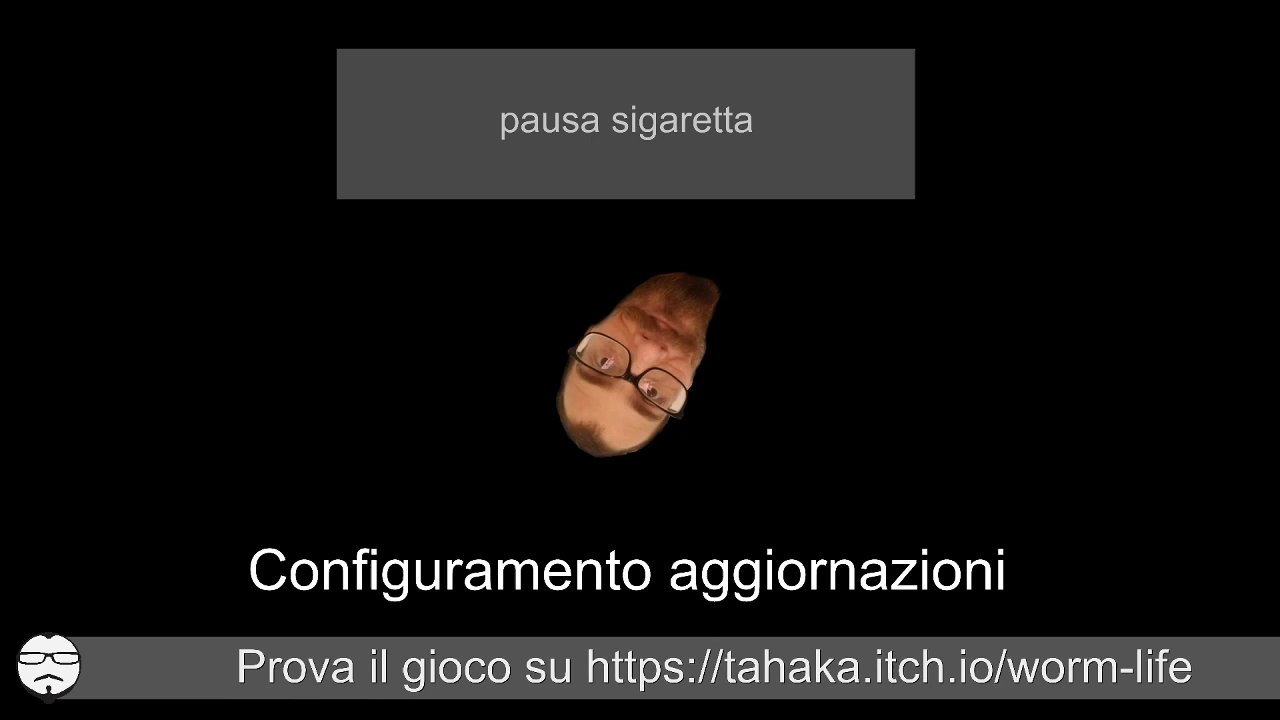 pausa sigaretta
Configuramento aggiornazioni
Prova il gioco su https://tahaka.itch.io/worm-life